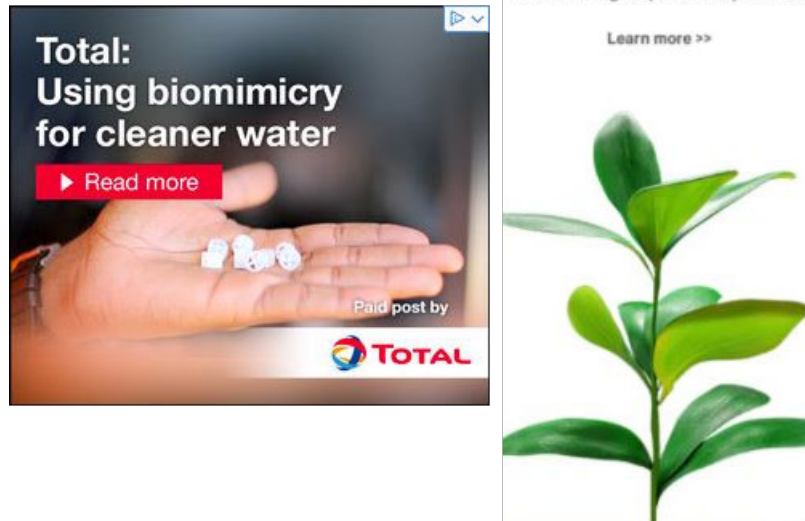 Total:
Using biomimicry
for cleaner water
Read more
Paid post by
TOTAL
Learn more >>